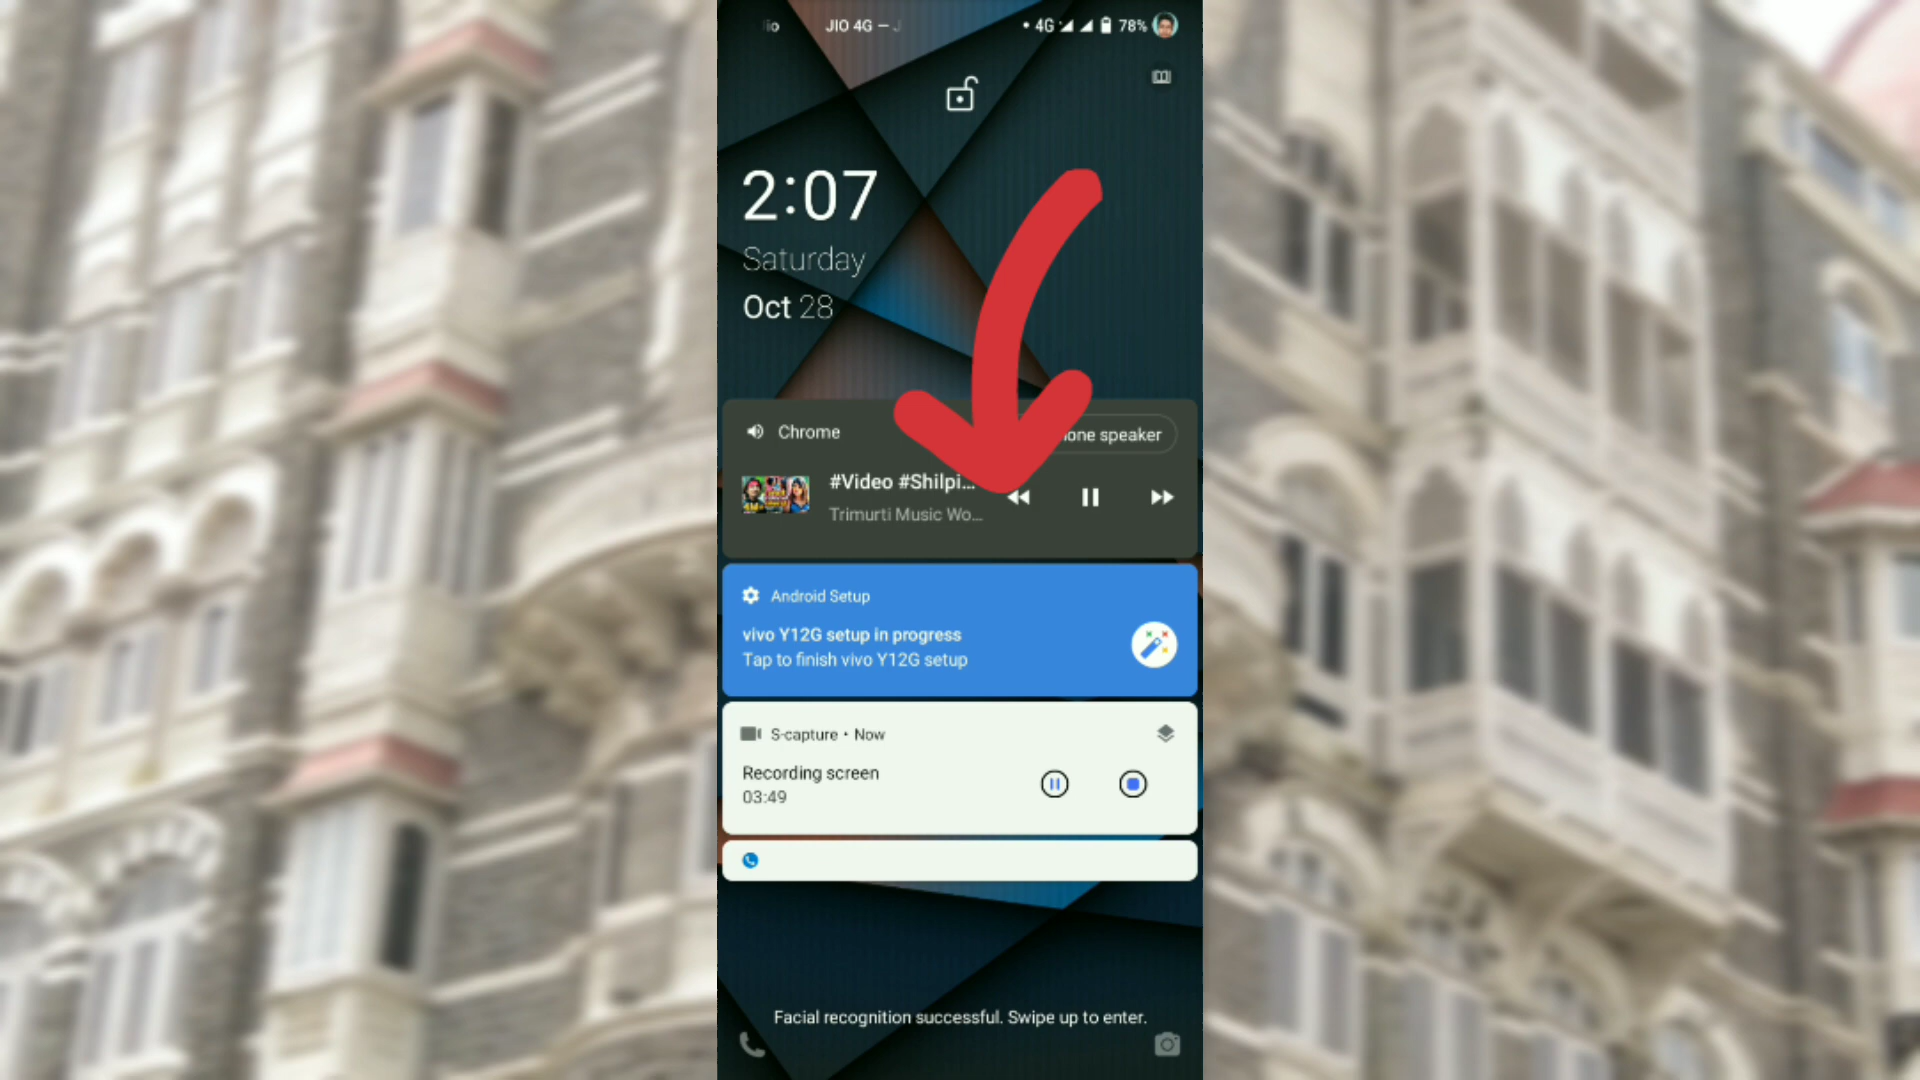 JIO 4G —
4G 78%
2:07
Saturday
Oct 28
Chrome
speaker
#Video #Shilpi...
Trimurti Music Wo...
Android Setup
vivo Y12G setup in progress
Tap to finish vivo Y12G setup
S-capture • Now
Recording screen
03:49
Facial recognition successful. Swipe up to enter.